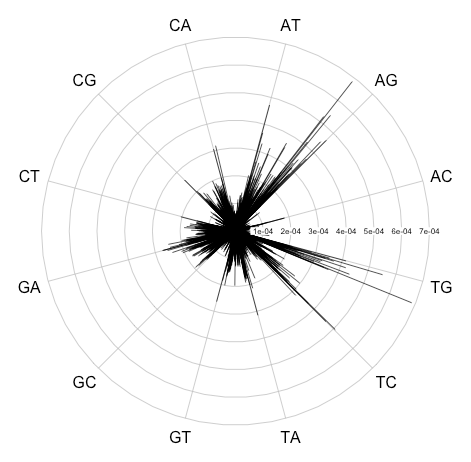 CA AT
CG AG
CT AC
1e-04 2e-04 3e-04 4e-04 5e-04 6e-04 7e-04
GA TG
GC TC
GT TA